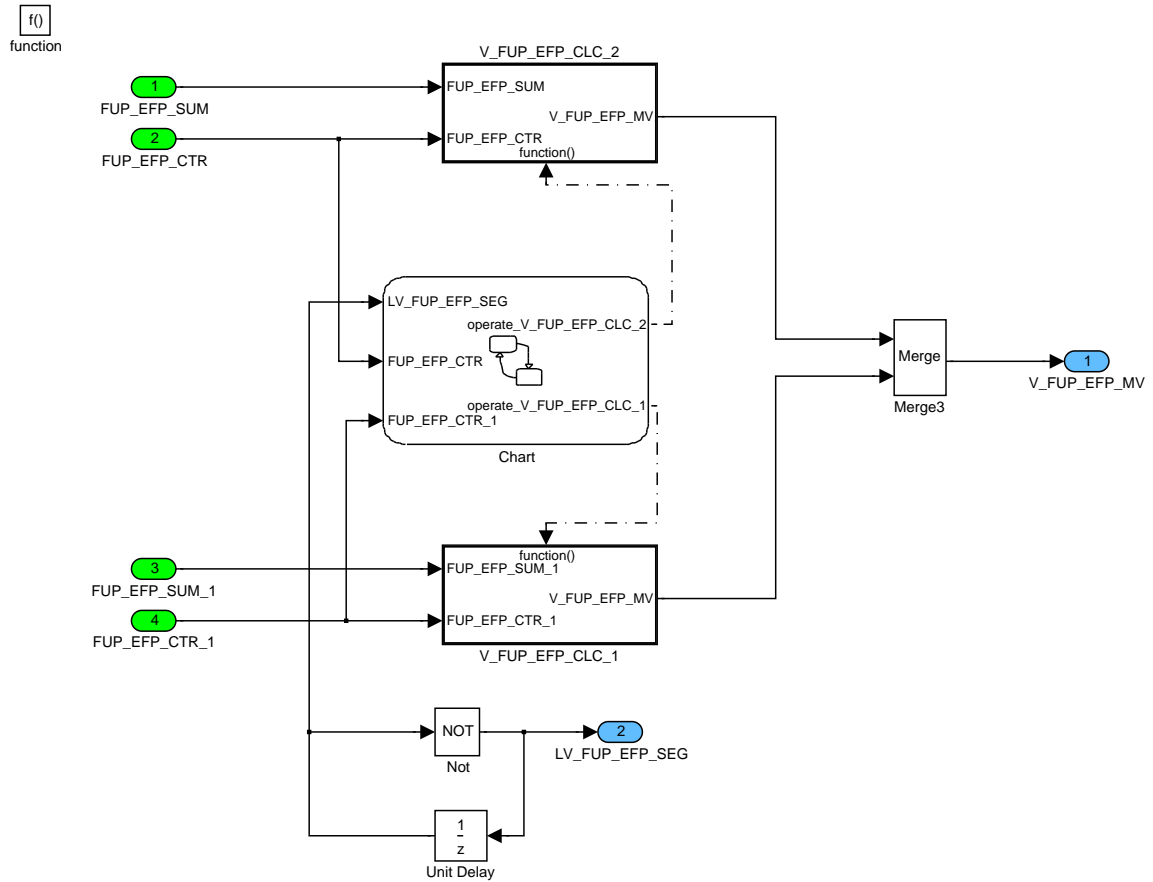 f()
function
V_FUP_EFP_CLC_2
1
FUP_EFP_SUM
FUP_EFP_SUM
V_FUP_EFP_MV
2
FUP_EFP_CTR
FUP_EFP_CTR
function()
LV_FUP_EFP_SEG
operate_V_FUP_EFP_CLC_2
FUP_EFP_CTR
operate_V_FUP_EFP_CLC_1
FUP_EFP_CTR_1
Chart
Merge
Merge3
1
V_FUP_EFP_MV
function()
3
FUP_EFP_SUM_1
FUP_EFP_SUM_1
V_FUP_EFP_MV
4
FUP_EFP_CTR_1
FUP_EFP_CTR_1
V_FUP_EFP_CLC_1
NOT
Not
2
LV_FUP_EFP_SEG
1
z
Unit Delay